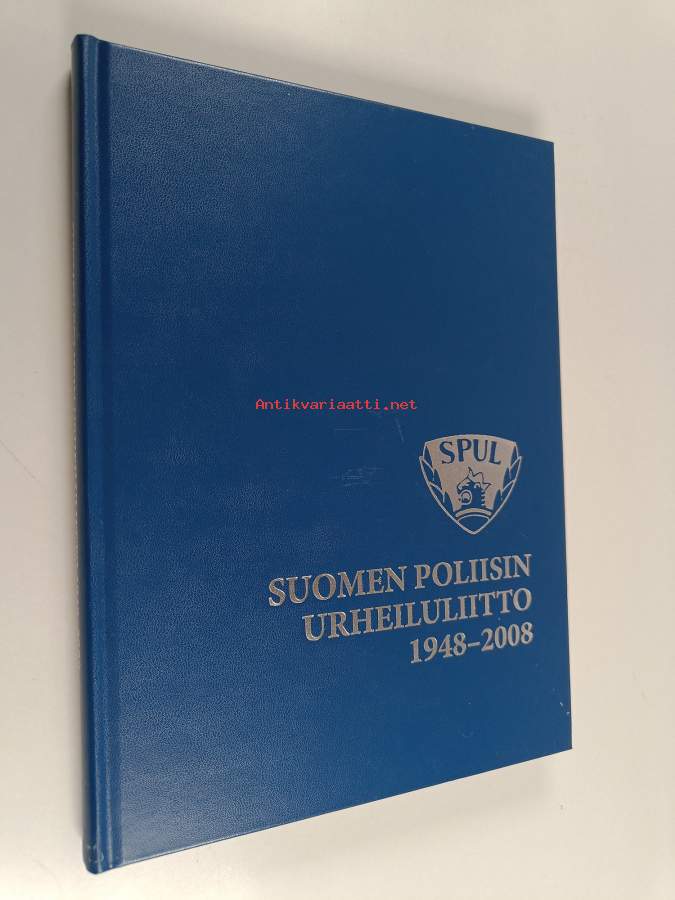 Antikvariaatti.net
SPUL
SUOMEN POLIISIN
URHEILULIITTO
1948–2008